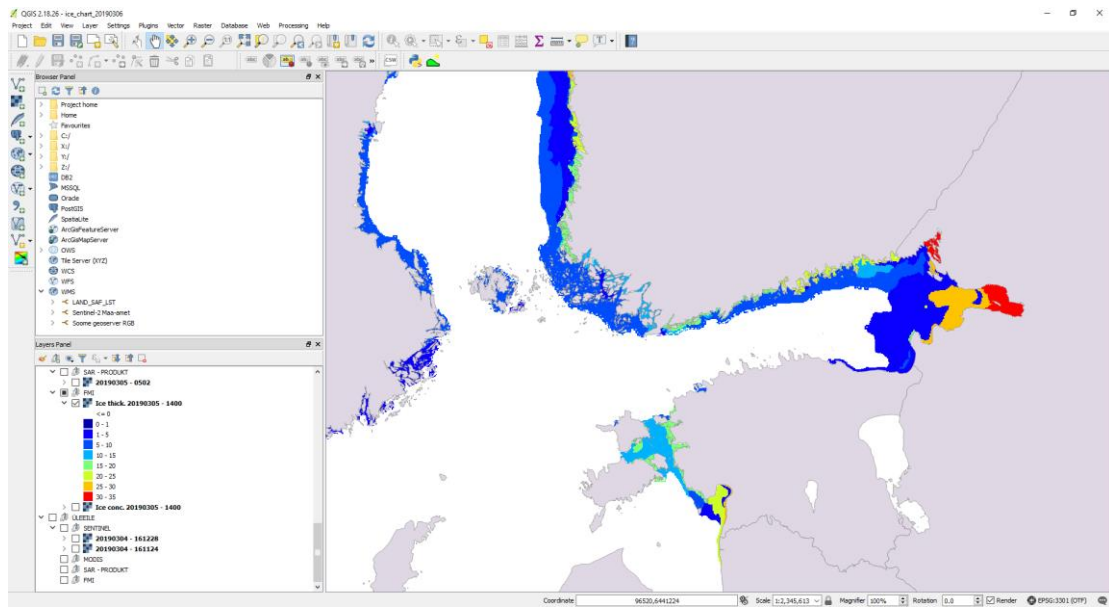 QGIS 2.18.26 - ice_chart_20190306
Project Edit View Layer Settings Plugins Vector Raster Database Web Processing Help
CSW
Browser Panel
Project home
Home
Favourites
C:/
X:/
Y:/
Z:/
DB2
MSSQL
Oracle
PostGIS
SpatiaLite
ArcGisFeatureServer
ArcGisMapServer
OWS
Tile Server (XYZ)
WCS
WFS
WMS
LAND_SAF_LST
Sentinel-2 Maa-amet
Soome geoserver RGB
Layers Panel
SAR - PRODUKT
20190305 - 0502
FMI
Ice thick. 20190305 - 1400
<= 0
0 - 1
1 - 5
5 - 10
10 - 15
15 - 20
20 - 25
25 - 30
30 - 35
Ice conc. 20190305 - 1400
ÜLEEILE
SENTINEL
20190304 - 161228
20190304 - 161124
MODIS
SAR - PRODUKT
FMI
Coordinate 96520,6441224 Scale 1:2,345,613 Magnifier 100% Rotation 0.0 Render EPSG:3301 (OTF)